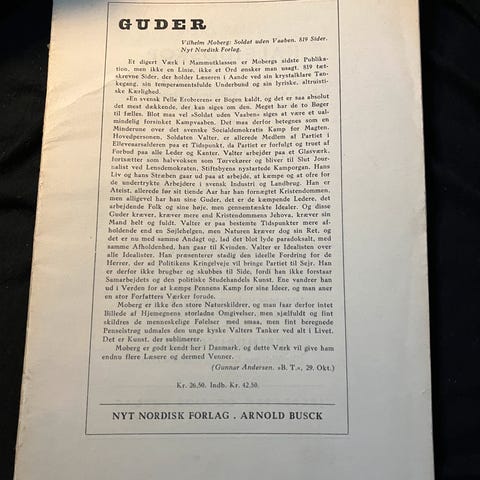 GUDER
Vilhelm Moberg: Soldat uden Vaaben. 819 Sider.
Nyt Nordisk Forlag.
Et digert Værk i Mammutklassen er Mobergs sidste Publika-
tion, men ikke en Linie, ikke et Ord ønsker man usagt. 819 tæt-
skrevne Sider, der holder Læseren i Aande ved sin krystalklare Tan-
kegang, sin temperamentsfulde Underbund og sin lyriske, altruisti-
ske Kærlighed.
»En svensk Pelle Erobreren« er Bogen kaldt, og det er saa absolut
det mest dækkende, der kan siges om den. Meget har de to Bøger
til fælles. Blot maa vel »Soldat uden Vaaben« siges at være et ual-
mindelig forsinket Kampvaaben. Det maa derfor betegnes som en
Minderune over det svenske Socialdemokratis Kamp for Magten.
Hovedpersonen, Soldaten Valter, er allerede Medlem af Partiet i
Elleveaarsalderen paa et Tidspunkt, da Partiet er forfulgt og truet af
Forbud paa alle Leder og Kanter. Valter arbejder paa et Glasværk,
fortsætter som halvvoksen som Tørvekører og bliver til Slut Jour-
nalist ved Lensdemokraten, Stiftsbyens nystartede Kamporgan. Hans
Liv og hans Stræben gaar ud paa at arbejde, at kæmpe og at ofre for
de undertrykte Arbejdere i svensk Industri og Landbrug. Han er
Ateist, allerede før sit tiende Aar har han fornægtet Kristendommen,
men alligevel har han sine Guder, det er de kæmpende Ledere, det
arbejdende Folk og sine høje, men gennemtænkte Idealer. Og disse
Guder kræver, kræver mere end Kristendommens Jehova, kræver sin
Mand helt og fuldt. Valter er paa bestemte Tidspunkter mere af-
holdende end en Søjlehelgen, men Naturen kræver dog sin Ret, og
det er nu med samme Andagt og, lad det blot lyde paradoksalt, med
samme Afholdenhed, han gaar til Kvinden. Valter er Idealisten over
alle Idealister. Han præsenterer stadig den ideelle Fordring for de
Herrer, der ad Politikens Kringelveje vil bringe Partiet til Sejr. Han
er derfor ikke brugbar og skubbes til Side, fordi han ikke forstaar
Samarbejdets og den politiske Studehandels Kunst. Ene vandrer han
ud i Verden for at kæmpe Pennens Kamp for sine Ideer, og man aner
en stor Forfatters Værker forude.
Moberg er ikke den store Naturskildrer, og man faar derfor intet
Billede af Hjemegnens storladne Omgivelser, men sjælfuldt og fint
skildres de menneskelige Følelser med smaa, men fint beregnede
Penselstrøg udmales den unge kyske Valters Tanker ved alt i Livet.
Det er Kunst, der sublimerer.
Moberg er godt kendt her i Danmark, og dette Værk vil give ham
endnu flere Læsere og dermed Venner.
(Gunnar Andersen. »B. T.«, 29. Okt.)
Kr. 26,50. Indb. Kr. 42,50.
NYT NORDISK FORLAG . ARNOLD BUSCK